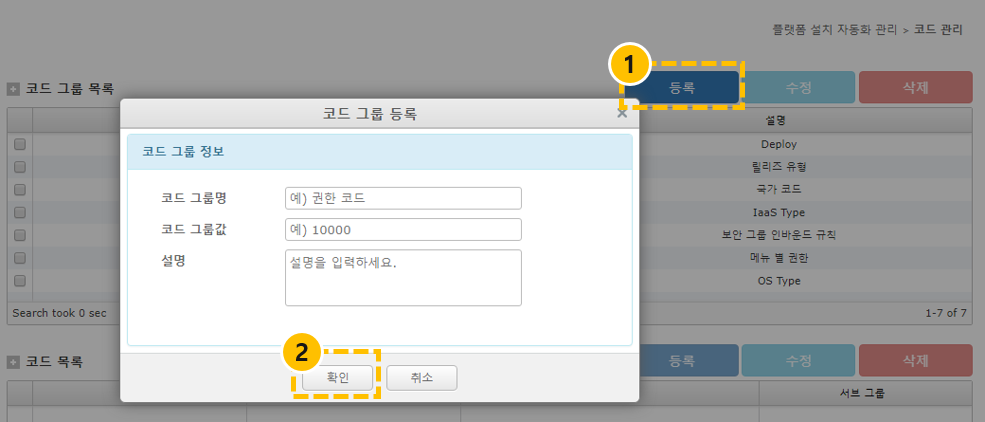 플랫폼 설치 자동화 관리 > 코드 관리
1
코드 그룹 목록
등록 수정 삭제
코드 그룹 등록 ×
설명
코드 그룹 정보
Deploy
릴리즈 유형
코드 그룹명 예) 권한 코드
국가 코드
IaaS Type
코드 그룹값 예) 10000
보안 그룹 인바운드 규칙
설명 설명을 입력하세요.
메뉴 별 권한
OS Type
Search took 0 sec 1-7 of 7
2
코드 목록
등록 수정 삭제
확인 취소
서브 그룹